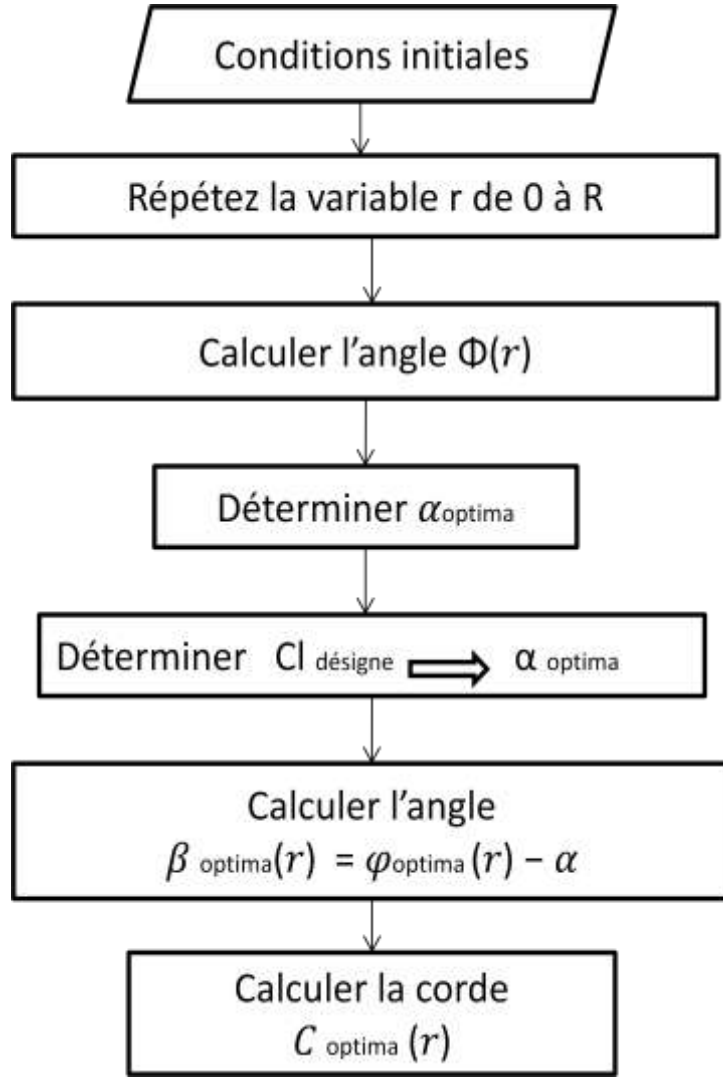 Conditions initiales
Répétez la variable r de 0 à R
Calculer l’angle Φ(r)
Déterminer α optima
Déterminer Cl désigne ⟹ α optima
Calculer l’angle
β optima(r) = φoptima (r) − α
Calculer la corde
C optima (r)